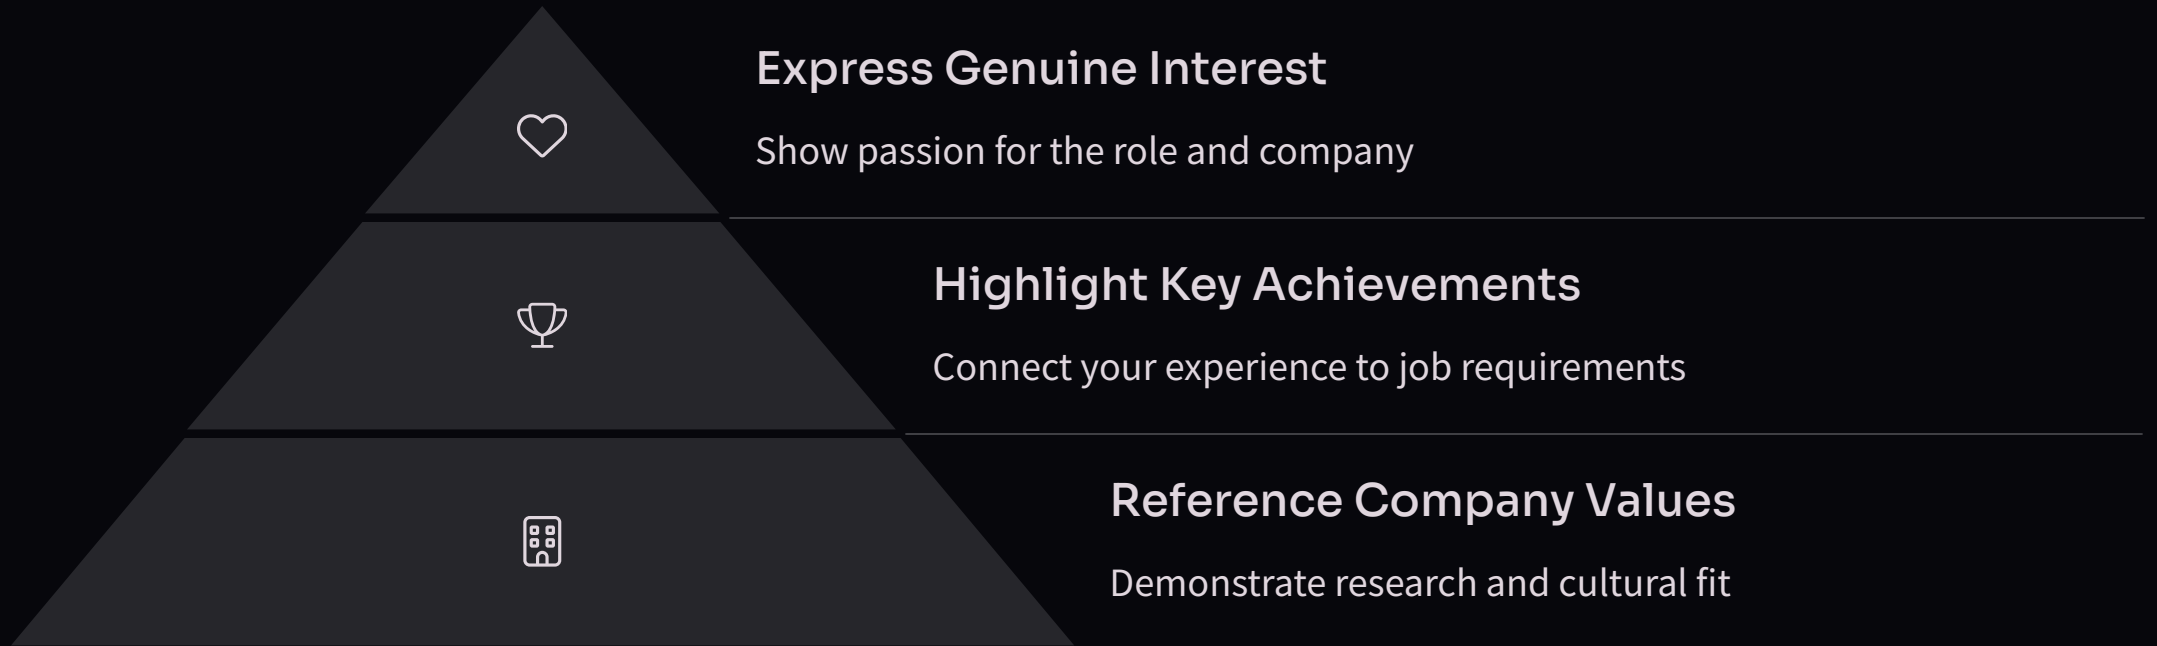 Express Genuine Interest
Show passion for the role and company
Highlight Key Achievements
Connect your experience to job requirements
Reference Company Values
Demonstrate research and cultural fit